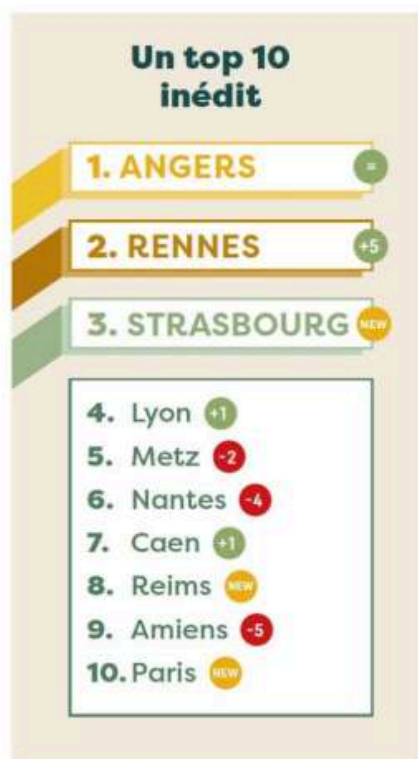 Un top 10
inédit
1. ANGERS =
2. RENNES +5
3. STRASBOURG NEW
4. Lyon +1
5. Metz -2
6. Nantes -4
7. Caen +1
8. Reims NEW
9. Amiens -5
10. Paris NEW